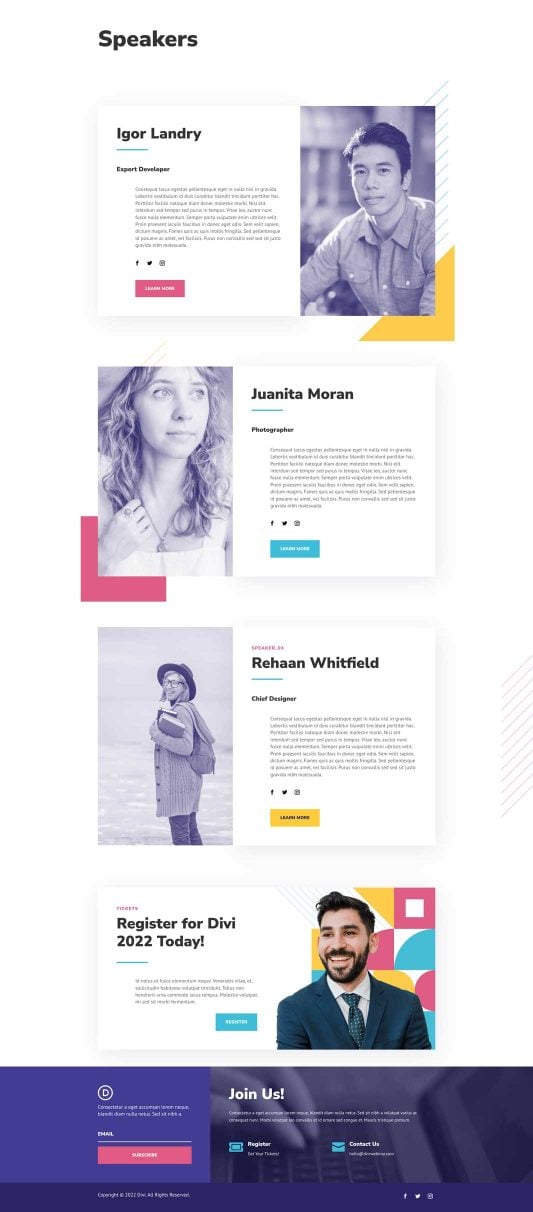 Speakers
Igor Landry
Expert Developer
Consequat lacus egestas pellentesque eget in nulla nisl in gravida.
Lobortis vestibulum id duis curabitur blandit tincidunt porttitor hac.
Porttitor facilisi natoque diam donec molestie morbi. Nisl et
interdum sed tempor sed purus in tempus. Vitae leo, auctor nunc
fusce nulla elementum. Semper porta vulputate enim ultrices velit.
Proin praesent iaculis faucibus in donec eget odio. Sem velit sapien,
dictum magnis. Fames quis ac quis mollis fringilla. Sed pellentesque
id posuere ac amet, vel facilisis. Purus non convallis sed sed sit justo
gravida nibh.
LEARN MORE
Juanita Moran
Photographer
Consequat lacus egestas pellentesque eget in nulla nisl in gravida.
Lobortis vestibulum id duis curabitur blandit tincidunt porttitor hac.
Porttitor facilisi natoque diam donec molestie morbi. Nisl et
interdum sed tempor sed purus in tempus. Vitae leo, auctor nunc
fusce nulla elementum. Semper porta vulputate enim ultrices velit.
Proin praesent iaculis faucibus in donec eget odio. Sem velit sapien,
dictum magnis. Fames quis ac quis mollis fringilla. Sed pellentesque
id posuere ac amet, vel facilisis. Purus non convallis sed sed sit justo
gravida nibh malesuada.
LEARN MORE
SPEAKER_03
Rehaan Whitfield
Chief Designer
Consequat lacus egestas pellentesque eget in nulla nisl in gravida.
Lobortis vestibulum id duis curabitur blandit tincidunt porttitor hac.
Porttitor facilisi natoque diam donec molestie morbi. Nisl et
interdum sed tempor sed purus in tempus. Vitae leo, auctor nunc
fusce nulla elementum. Semper porta vulputate enim ultrices velit.
Proin praesent iaculis faucibus in donec eget odio. Sem velit sapien,
dictum magnis. Fames quis ac quis mollis fringilla. Sed pellentesque
id posuere ac amet, vel facilisis. Purus non convallis sed sed sit justo
gravida nibh malesuada.
LEARN MORE
TICKETS
Register for Divi
2022 Today!
Id netus at fusce elementum neque. Venenatis vitae, et,
sollicitudin habitasse volutpat tincidunt. Tellus non
hendrerit urna commodo lacus tempus. Molestie volutpat
mi sed sit morbi fermentum.
REGISTER
D
Consectetur a eget accumsan lorem neque,
blandit diam nullam netus. Sed sit nibh a.
EMAIL
SUBSCRIBE
Join Us!
Consectetur a eget accumsan lorem neque, blandit diam nullam netus. Sed sit nibh a volutpat varius ac
consequat nunc. Morbi volutpat leo convallis et id ornare sed congue et. Mauris tristique pretium.
Register
Get Your Tickets!
Contact Us
hello@diviwebinar.com
Copyright © 2022 Divi. All Rights Reserved.